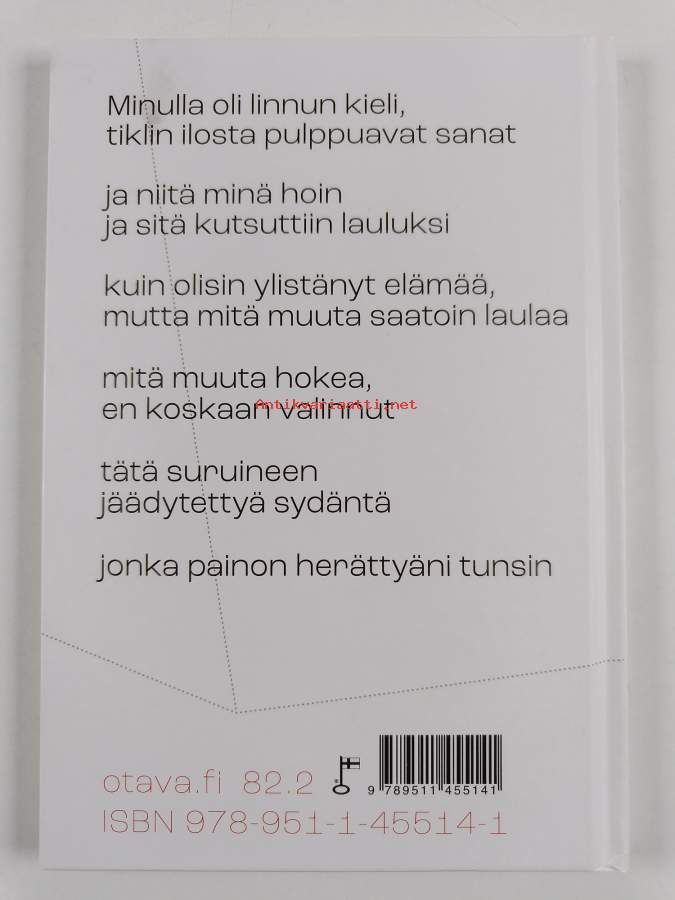 Minulla oli linnun kieli,
tiklin ilosta pulppuavat sanat
ja niitä minä hoin
ja sitä kutsuttiin lauluksi
kuin olisin ylistänyt elämää,
mutta mitä muuta saatoin laulaa
mitä muuta hokea,
en koskaan valinnut
Antikvariaatti.net
tätä suruineen
jäädytettyä sydäntä
jonka painon herättyäni tunsin
otava.fi 82.2
9 789511 455141
ISBN 978-951-1-45514-1